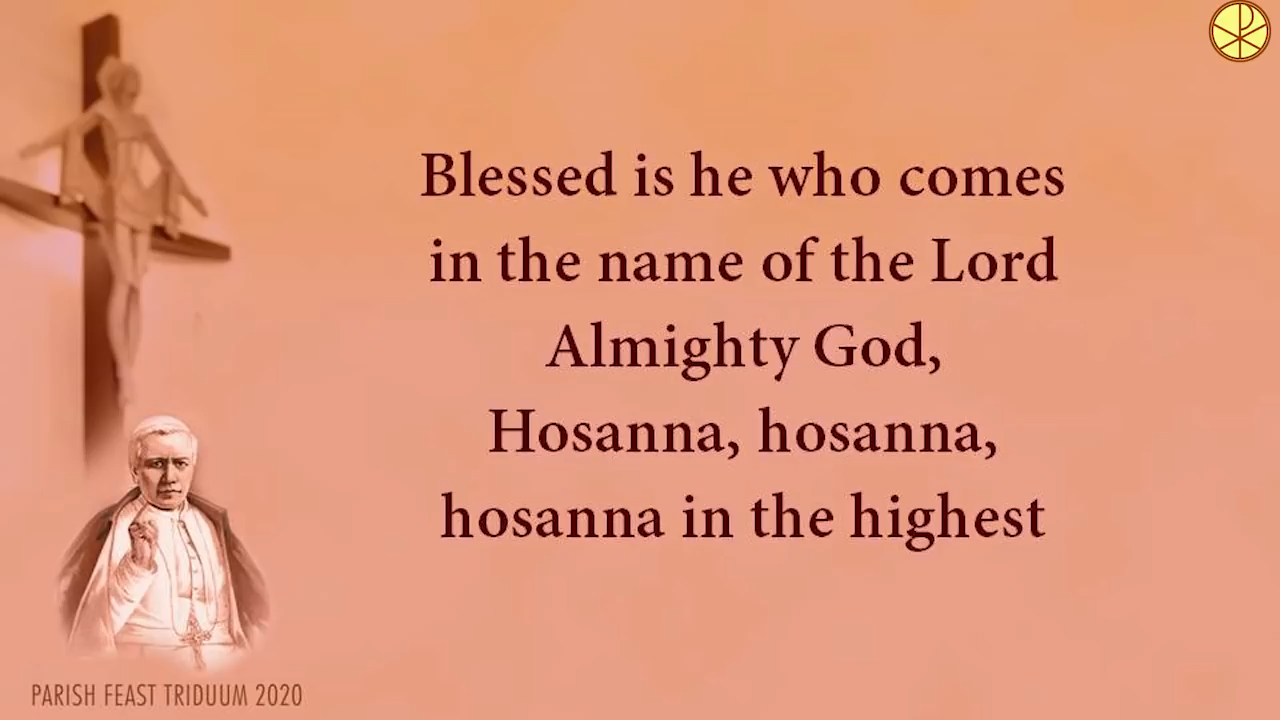 Blessed is he who comes
in the name of the Lord
Almighty God,
Hosanna, hosanna,
hosanna in the highest
PARISH FEAST TRIDUUM 2020